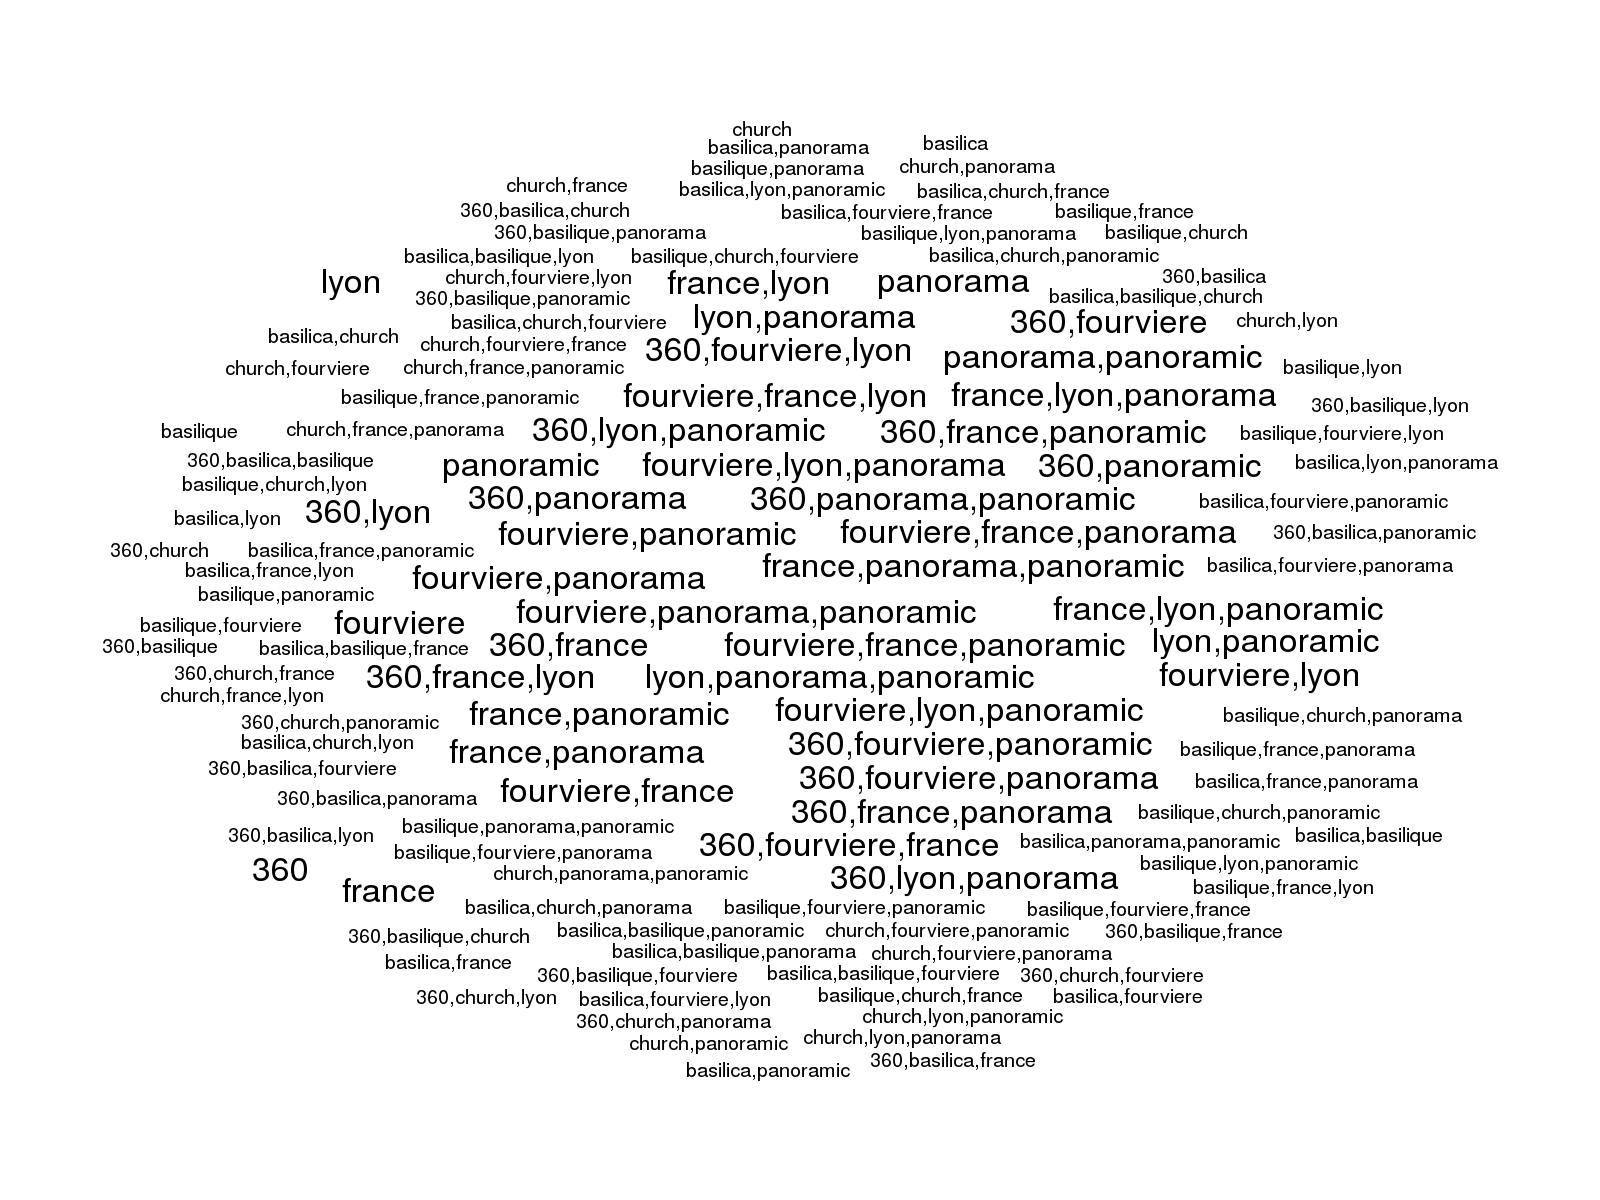 church
basilica,panorama
basilica
basilique,panorama
church,panorama
church,france
basilica,lyon,panoramic
basilica,church,france
360,basilica,church
basilica,fourviere,france
basilique,france
360,basilique,panorama
basilique,lyon,panorama
basilique,church
basilica,basilique,lyon
basilique,church,fourviere
basilica,church,panoramic
lyon
church,fourviere,lyon
france,lyon
panorama
360,basilica
360,basilique,panoramic
basilica,basilique,church
basilica,church,fourviere
lyon,panorama
360,fourviere
church,lyon
basilica,church
church,fourviere,france
360,fourviere,lyon
panorama,panoramic
church,fourviere
church,france,panoramic
basilique,lyon
basilique,france,panoramic
fourviere,france,lyon
france,lyon,panorama
360,basilique,lyon
basilique
church,france,panorama
360,lyon,panoramic
360,france,panoramic
basilique,fourviere,lyon
360,basilica,basilique
panoramic
fourviere,lyon,panorama
360,panoramic
basilica,lyon,panorama
basilique,church,lyon
360,panorama
360,panorama,panoramic
basilica,fourviere,panoramic
basilica,lyon
360,lyon
fourviere,panoramic
fourviere,france,panorama
360,basilica,panoramic
360,church
basilica,france,panoramic
basilica,france,lyon
fourviere,panorama
france,panorama,panoramic
basilica,fourviere,panorama
basilique,panoramic
fourviere,panorama,panoramic
france,lyon,panoramic
basilique,fourviere
fourviere
360,basilique
basilica,basilique,france
360,france
fourviere,france,panoramic
lyon,panoramic
360,church,france
360,france,lyon
lyon,panorama,panoramic
fourviere,lyon
church,france,lyon
360,church,panoramic
france,panoramic
fourviere,lyon,panoramic
basilique,church,panorama
basilica,church,lyon
france,panorama
360,fourviere,panoramic
basilique,france,panorama
360,basilica,fourviere
360,fourviere,panorama
basilica,france,panorama
360,basilica,panorama
fourviere,france
360,france,panorama
basilique,church,panoramic
360,basilica,lyon
basilique,panorama,panoramic
360,fourviere,france
basilica,panorama,panoramic
basilica,basilique
basilique,fourviere,panorama
basilique,lyon,panoramic
360
church,panorama,panoramic
360,lyon,panorama
basilique,france,lyon
france
basilica,church,panorama
basilique,fourviere,panoramic
basilique,fourviere,france
360,basilique,church
basilica,basilique,panoramic
church,fourviere,panoramic
360,basilique,france
basilica,france
basilica,basilique,panorama
church,fourviere,panorama
360,basilique,fourviere
basilica,basilique,fourviere
360,church,fourviere
360,church,lyon
basilica,fourviere,lyon
basilique,church,france
basilica,fourviere
360,church,panorama
church,lyon,panoramic
church,panoramic
church,lyon,panorama
basilica,panoramic
360,basilica,france